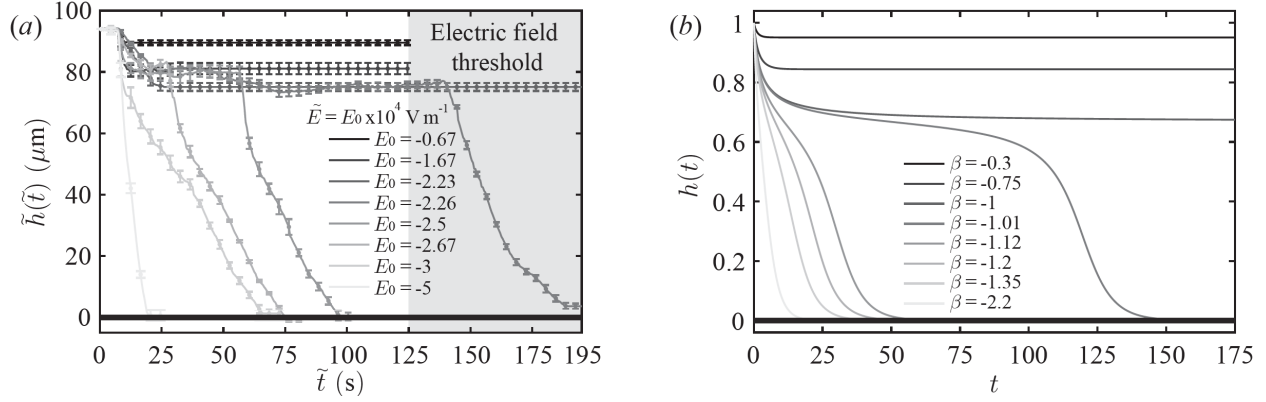 (a)
100
80
60
40
20
0
h̃(t̃) (μm)
Electric field
threshold
Ẽ = E₀ x10⁴ V m⁻¹
E₀ = -0.67
E₀ = -1.67
E₀ = -2.23
E₀ = -2.26
E₀ = -2.5
E₀ = -2.67
E₀ = -3
E₀ = -5
0 25 50 75 100 125 150 175 195
t̃ (s)
(b)
1
0.8
0.6
0.4
0.2
0
h(t)
β = -0.3
β = -0.75
β = -1
β = -1.01
β = -1.12
β = -1.2
β = -1.35
β = -2.2
0 25 50 75 100 125 150 175
t